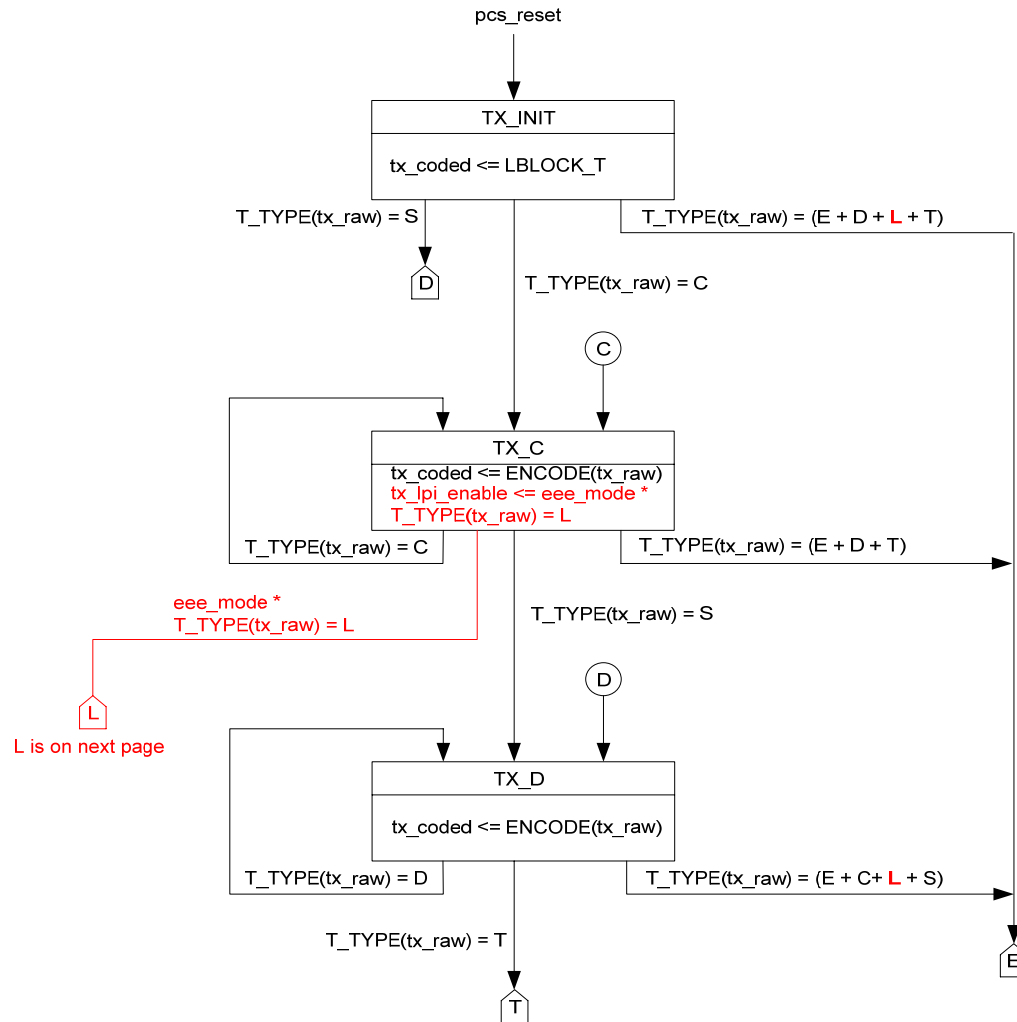 pcs_reset
TX_INIT
tx_coded <= LBLOCK_T
T_TYPE(tx_raw) = S
T_TYPE(tx_raw) = (E + D + L + T)
D
T_TYPE(tx_raw) = C
C
TX_C
tx_coded <= ENCODE(tx_raw)
tx_lpi_enable <= eee_mode *
T_TYPE(tx_raw) = L
T_TYPE(tx_raw) = C
T_TYPE(tx_raw) = (E + D + T)
eee_mode *
T_TYPE(tx_raw) = L
T_TYPE(tx_raw) = S
D
L
L is on next page
TX_D
tx_coded <= ENCODE(tx_raw)
T_TYPE(tx_raw) = D
T_TYPE(tx_raw) = (E + C+ L + S)
T_TYPE(tx_raw) = T
E
T